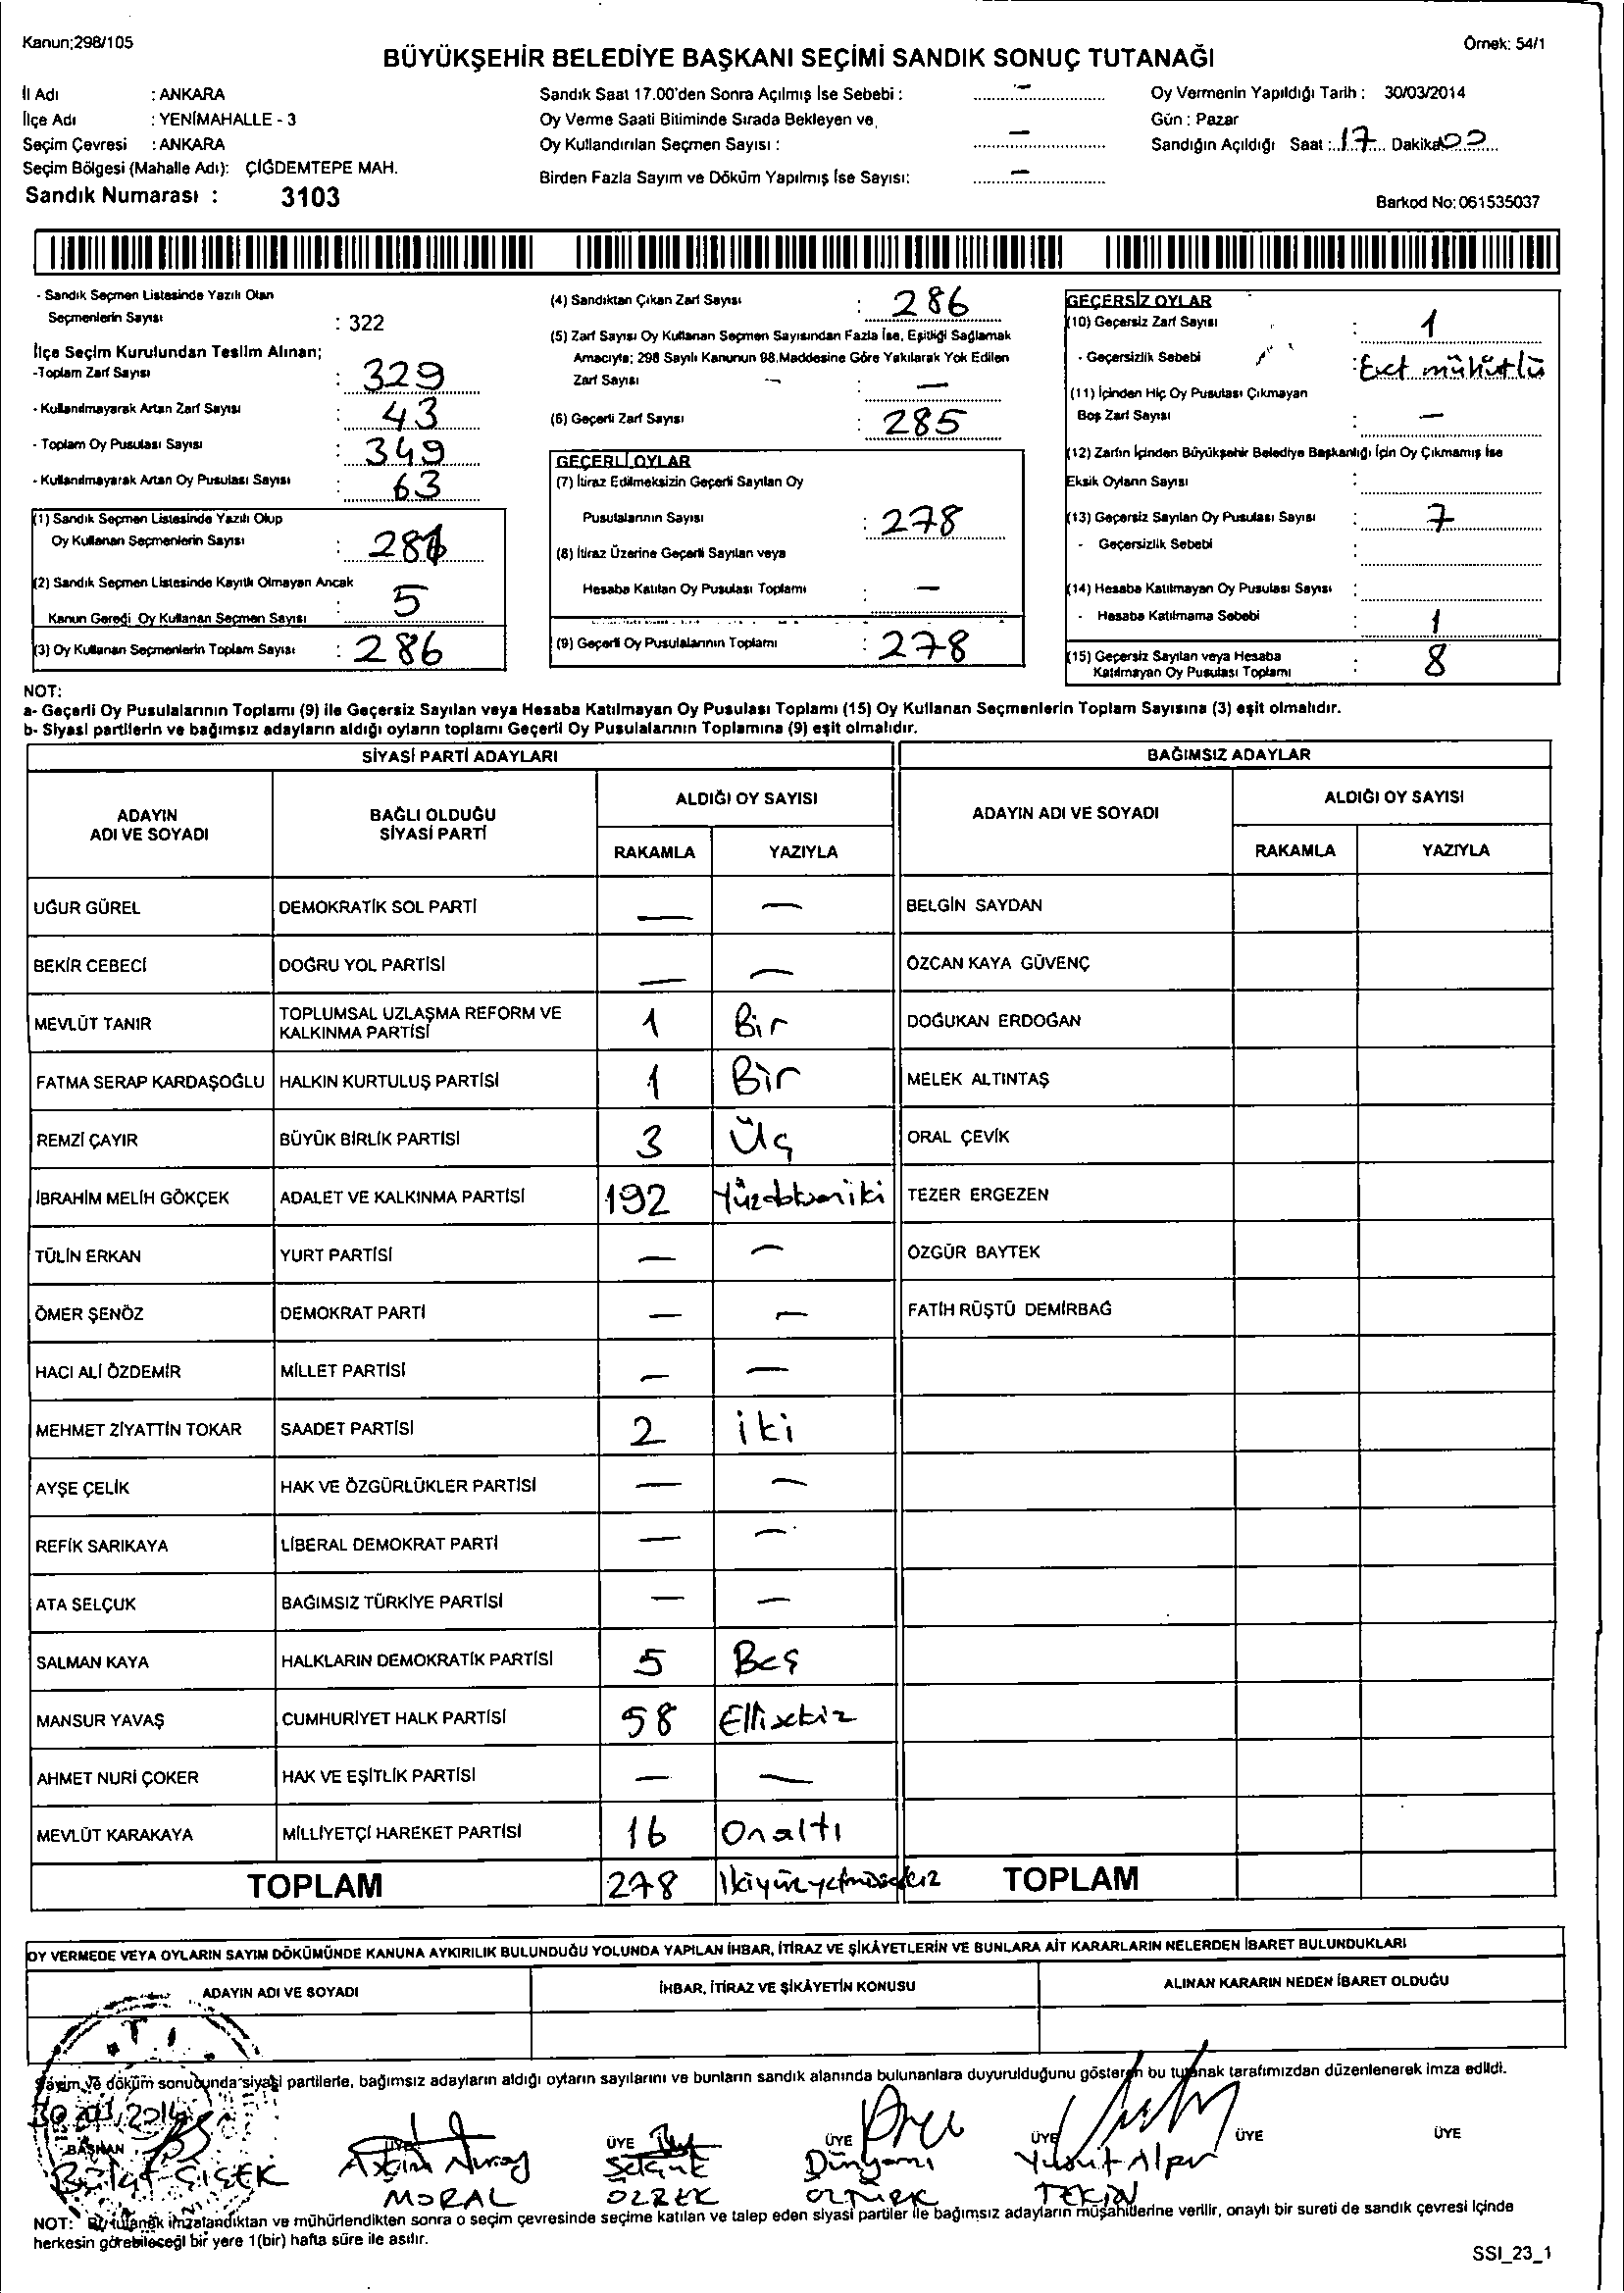 Kanun;298/105
Örnek: 54/1
BÜYÜKŞEHİR BELEDİYE BAŞKANI SEÇİMİ SANDIK SONUÇ TUTANAĞI
İl Adı : ANKARA
İlçe Adı : YENİMAHALLE - 3
Seçim Çevresi : ANKARA
Seçim Bölgesi (Mahalle Adı): ÇİĞDEMTEPE MAH.
Sandık Numarası : 3103
Sandık Saat 17.00'den Sonra Açılmış İse Sebebi : –
Oy Verme Saati Bitiminde Sırada Bekleyen ve,
Oy Kullandırılan Seçmen Sayısı : –
Birden Fazla Sayım ve Döküm Yapılmış İse Sayısı: –
Oy Vermenin Yapıldığı Tarih : 30/03/2014
Gün : Pazar
Sandığın Açıldığı Saat : 17 Dakika 00
Barkod No: 061535037
- Sandık Seçmen Listesinde Yazılı Olan
Seçmenlerin Sayısı : 322
İlçe Seçim Kurulundan Teslim Alınan;
-Toplam Zarf Sayısı : 329
- Kullanılmayarak Artan Zarf Sayısı : 43
- Toplam Oy Pusulası Sayısı : 349
- Kullanılmayarak Artan Oy Pusulası Sayısı : 63
(1) Sandık Seçmen Listesinde Yazılı Olup
Oy Kullanan Seçmenlerin Sayısı : 281
(2) Sandık Seçmen Listesinde Kayıtlı Olmayan Ancak
Kanun Gereği Oy Kullanan Seçmen Sayısı : 5
(3) Oy Kullanan Seçmenlerin Toplam Sayısı : 286
(4) Sandıktan Çıkan Zarf Sayısı : 286
(5) Zarf Sayısı Oy Kullanan Seçmen Sayısından Fazla İse, Eşitliği Sağlamak
Amacıyla; 298 Sayılı Kanunun 98.Maddesine Göre Yakılarak Yok Edilen
Zarf Sayısı –
(6) Geçerli Zarf Sayısı : 285
GEÇERLİ OYLAR
(7) İtiraz Edilmeksizin Geçerli Sayılan Oy
Pusulalarının Sayısı : 278
(8) İtiraz Üzerine Geçerli Sayılan veya
Hesaba Katılan Oy Pusulası Toplamı : –
(9) Geçerli Oy Pusulalarının Toplamı : 278
GEÇERSİZ OYLAR
(10) Geçersiz Zarf Sayısı : 1
- Geçersizlik Sebebi : Evet mühürlü
(11) İçinden Hiç Oy Pusulası Çıkmayan
Boş Zarf Sayısı : –
(12) Zarfın İçinden Büyükşehir Belediye Başkanlığı İçin Oy Çıkmamış İse
Eksik Oyların Sayısı :
(13) Geçersiz Sayılan Oy Pusulası Sayısı : 7
- Geçersizlik Sebebi :
(14) Hesaba Katılmayan Oy Pusulası Sayısı :
- Hesaba Katılmama Sebebi : 1
(15) Geçersiz Sayılan veya Hesaba
Katılmayan Oy Pusulası Toplamı : 8
NOT:
a- Geçerli Oy Pusulalarının Toplamı (9) ile Geçersiz Sayılan veya Hesaba Katılmayan Oy Pusulası Toplamı (15) Oy Kullanan Seçmenlerin Toplam Sayısına (3) eşit olmalıdır.
b- Siyasi partilerin ve bağımsız adayların aldığı oyların toplamı Geçerli Oy Pusulalarının Toplamına (9) eşit olmalıdır.
SİYASİ PARTİ ADAYLARI BAĞIMSIZ ADAYLAR
ADAYIN
ADI VE SOYADI
BAĞLI OLDUĞU
SİYASİ PARTİ
ALDIĞI OY SAYISI
RAKAMLA YAZIYLA
ADAYIN ADI VE SOYADI
ALDIĞI OY SAYISI
RAKAMLA YAZIYLA
UĞUR GÜREL DEMOKRATİK SOL PARTİ – – BELGİN SAYDAN
BEKİR CEBECİ DOĞRU YOL PARTİSİ – – ÖZCAN KAYA GÜVENÇ
MEVLÜT TANIR TOPLUMSAL UZLAŞMA REFORM VE KALKINMA PARTİSİ 1 Bir DOĞUKAN ERDOĞAN
FATMA SERAP KARDAŞOĞLU HALKIN KURTULUŞ PARTİSİ 1 Bir MELEK ALTINTAŞ
REMZİ ÇAYIR BÜYÜK BİRLİK PARTİSİ 3 Üç ORAL ÇEVİK
İBRAHİM MELİH GÖKÇEK ADALET VE KALKINMA PARTİSİ 192 Yüzdoksaniki TEZER ERGEZEN
TÜLİN ERKAN YURT PARTİSİ – – ÖZGÜR BAYTEK
ÖMER ŞENÖZ DEMOKRAT PARTİ – – FATİH RÜŞTÜ DEMİRBAĞ
HACI ALİ ÖZDEMİR MİLLET PARTİSİ – –
MEHMET ZİYATTİN TOKAR SAADET PARTİSİ 2 iki
AYŞE ÇELİK HAK VE ÖZGÜRLÜKLER PARTİSİ – –
REFİK SARIKAYA LİBERAL DEMOKRAT PARTİ – –
ATA SELÇUK BAĞIMSIZ TÜRKİYE PARTİSİ – –
SALMAN KAYA HALKLARIN DEMOKRATİK PARTİSİ 5 Beş
MANSUR YAVAŞ CUMHURİYET HALK PARTİSİ 58 Ellisekiz
AHMET NURİ ÇOKER HAK VE EŞİTLİK PARTİSİ – –
MEVLÜT KARAKAYA MİLLİYETÇİ HAREKET PARTİSİ 16 Onaltı
TOPLAM 278 ikiyüzyetmişsekiz TOPLAM
OY VERMEDE VEYA OYLARIN SAYIM DÖKÜMÜNDE KANUNA AYKIRILIK BULUNDUĞU YOLUNDA YAPILAN İHBAR, İTİRAZ VE ŞİKÂYETLERİN VE BUNLARA AİT KARARLARIN NELERDEN İBARET BULUNDUKLARI
ADAYIN ADI VE SOYADI İHBAR, İTİRAZ VE ŞİKÂYETİN KONUSU ALINAN KARARIN NEDEN İBARET OLDUĞU
Sayım ve döküm sonucunda siyasi partilerle, bağımsız adayların aldığı oyların sayılarını ve bunların sandık alanında bulunanlara duyurulduğunu gösteren bu tutanak tarafımızdan düzenlenerek imza edildi.
30/03/2014
BAŞKAN ÜYE ÜYE ÜYE ÜYE ÜYE ÜYE
Nuray Selçuk Dünyami Yusuf Alper
MORAL ÖZBEK ÖZTÜRK TEKİN
NOT: Bu tutanak imzalandıktan ve mühürlendikten sonra o seçim çevresinde seçime katılan ve talep eden siyasi partiler ile bağımsız adayların müşahitlerine verilir, onaylı bir sureti de sandık çevresi içinde
herkesin görebileceği bir yere 1(bir) hafta süre ile asılır.
SSI_23_1